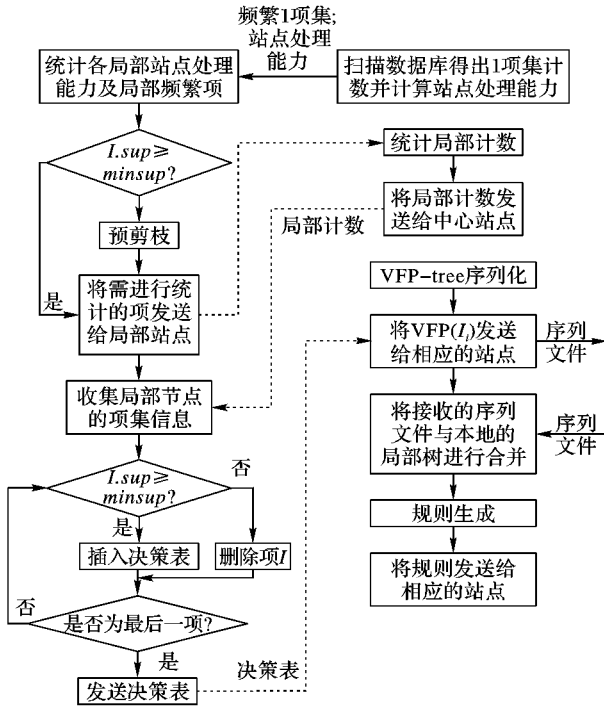 频繁1项集;
站点处理
能力
统计各局部站点处理
能力及局部频繁项
扫描数据库得出1项集计
数并计算站点处理能力
I.sup≥
minsup?
统计局部计数
将局部计数发
送给中心站点
局部计数
预剪枝
是
将需进行统
计的项发送
给局部站点
VFP-tree序列化
将VFP(Iᵢ)发送
给相应的站点
序列
文件
收集局部节点
的项集信息
将接收的序列
文件与本地的
局部树进行合并
序列
文件
I.sup≥
minsup?
否
是
插入决策表
删除项I
规则生成
将规则发送给
相应的站点
否
是否为最后一项?
是
决策表
发送决策表